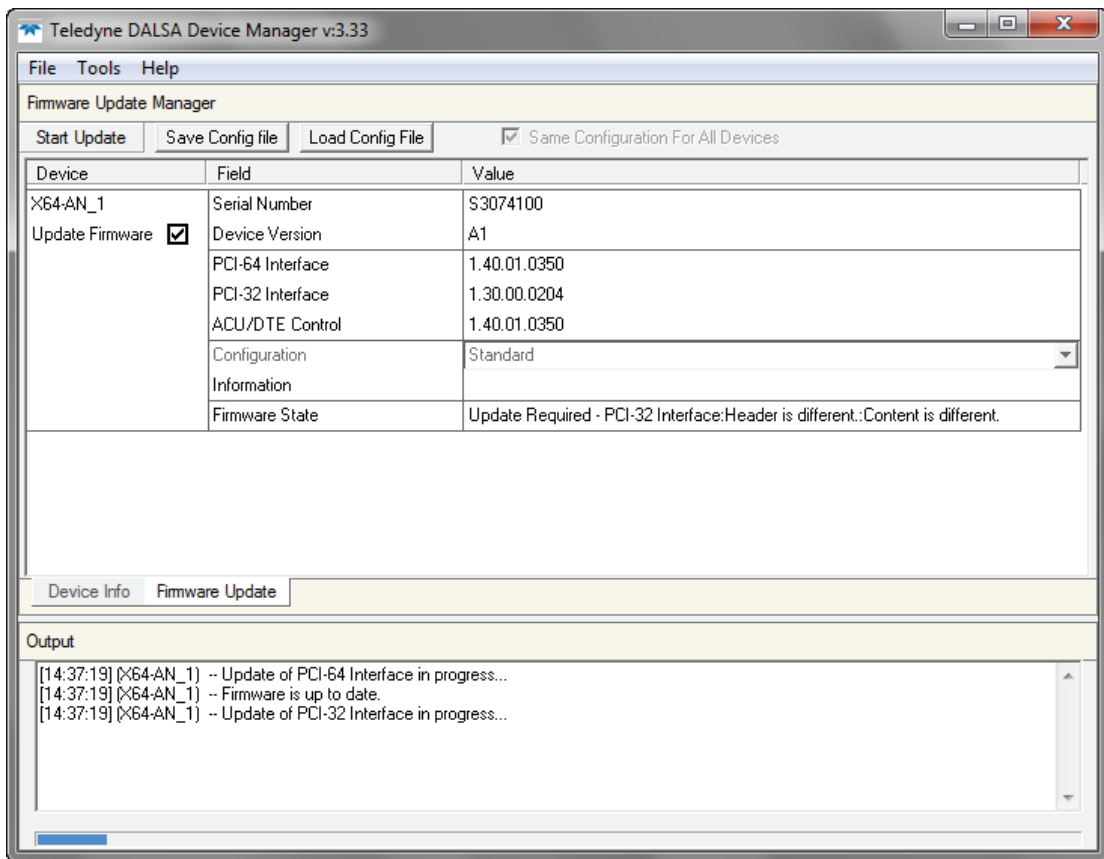 Teledyne DALSA Device Manager v:3.33
File Tools Help
Firmware Update Manager
Start Update Save Config file Load Config File Same Configuration For All Devices
Device Field Value
X64-AN_1 Serial Number S3074100
Update Firmware Device Version A1
PCI-64 Interface 1.40.01.0350
PCI-32 Interface 1.30.00.0204
ACU/DTE Control 1.40.01.0350
Configuration Standard
Information
Firmware State Update Required - PCI-32 Interface:Header is different.:Content is different.
Device Info Firmware Update
Output
[14:37:19] (X64-AN_1) -- Update of PCI-64 Interface in progress...
[14:37:19] (X64-AN_1) -- Firmware is up to date.
[14:37:19] (X64-AN_1) -- Update of PCI-32 Interface in progress...